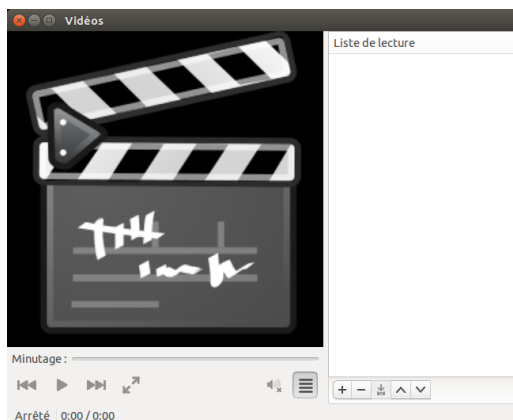 Vidéos
Liste de lecture
Minutage :
Arrêté 0:00 / 0:00